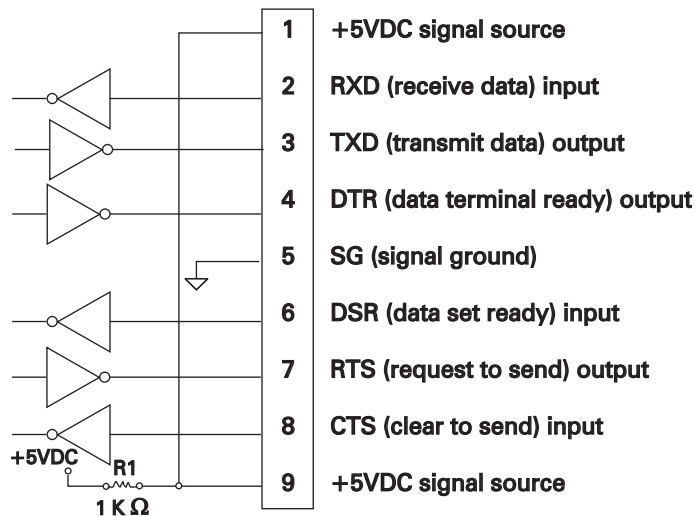 1 +5VDC signal source
2 RXD (receive data) input
3 TXD (transmit data) output
4 DTR (data terminal ready) output
5 SG (signal ground)
6 DSR (data set ready) input
7 RTS (request to send) output
8 CTS (clear to send) input
+5VDC
R1
9 +5VDC signal source
1 K Ω